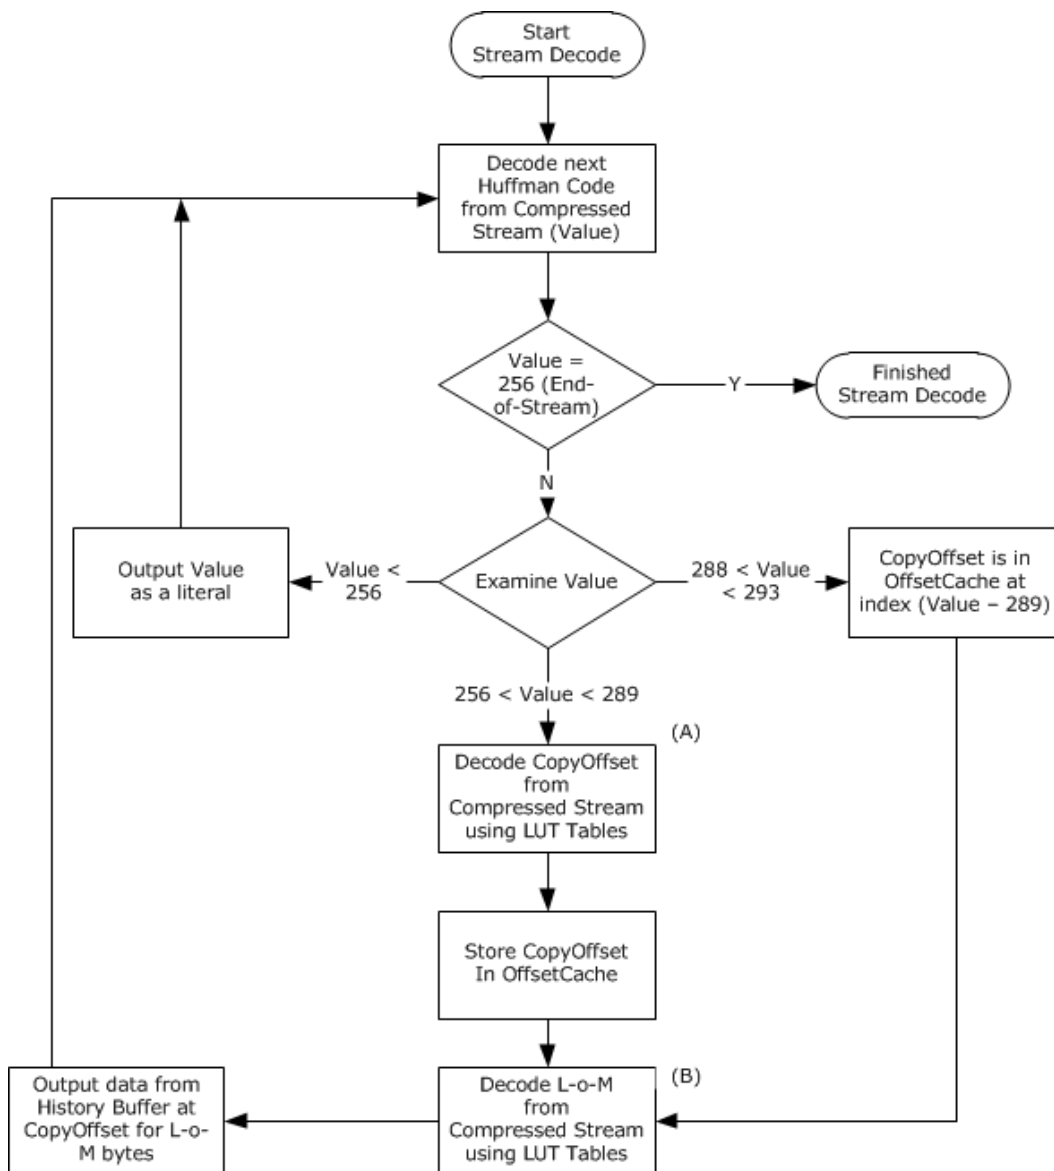 Start
Stream Decode
Decode next
Huffman Code
from Compressed
Stream (Value)
Value =
256 (End-
of-Stream)
Y
Finished
Stream Decode
N
Output Value
as a literal
Value <
256
Examine Value
288 < Value
< 293
CopyOffset is in
OffsetCache at
index (Value – 289)
256 < Value < 289
(A)
Decode CopyOffset
from
Compressed Stream
using LUT Tables
Store CopyOffset
In OffsetCache
Output data from
History Buffer at
CopyOffset for L-o-
M bytes
(B)
Decode L-o-M
from
Compressed Stream
using LUT Tables